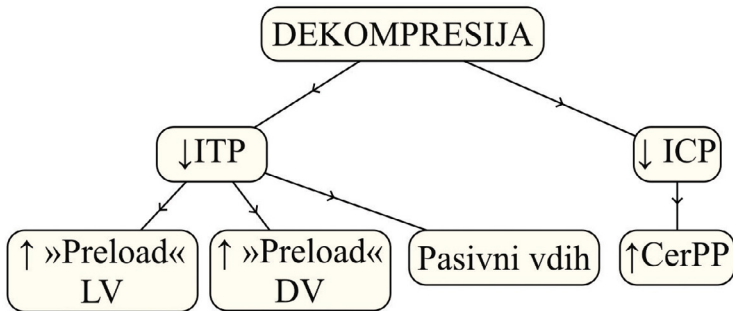 DEKOMPRESIJA
↓ITP
↓ ICP
↑ »Preload«
LV
↑ »Preload«
DV
Pasivni vdih
↑CerPP